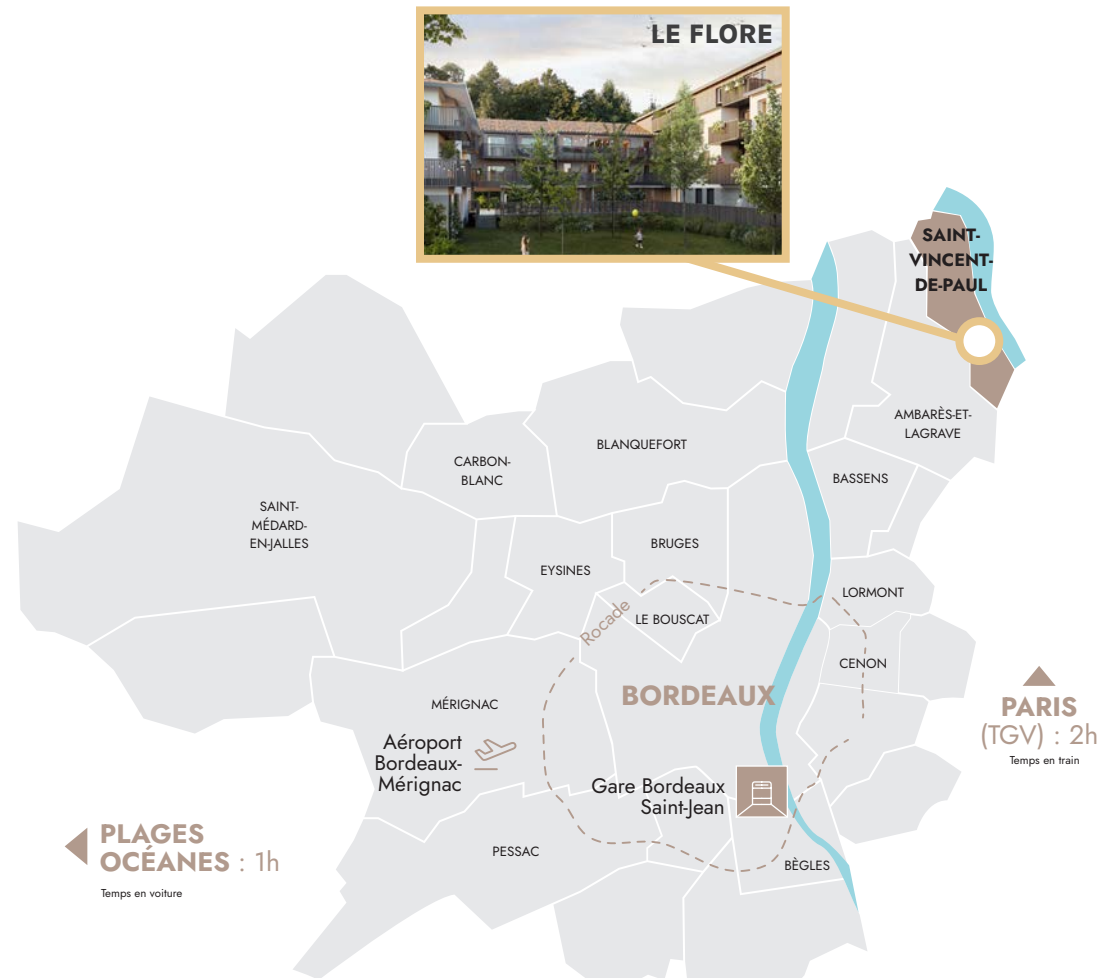 LE FLORE
SAINT-
VINCENT-
DE-PAUL
AMBARÈS-ET-
LAGRAVE
BLANQUEFORT
CARBON-
BLANC
BASSENS
SAINT-
MÉDARD-
EN-JALLES
BRUGES
EYSINES
LORMONT
Rocade
LE BOUSCAT
CENON
BORDEAUX
MÉRIGNAC
PARIS
(TGV) : 2h
Temps en train
Aéroport
Bordeaux-
Mérignac
Gare Bordeaux
Saint-Jean
PLAGES
OCÉANES : 1h
Temps en voiture
PESSAC
BÈGLES